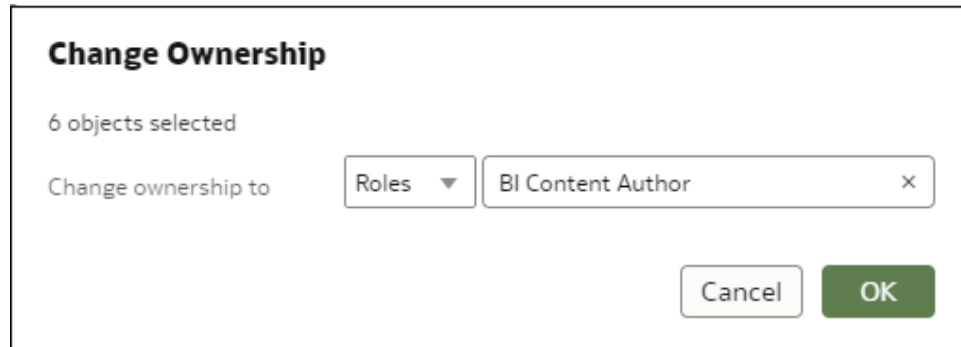 Change Ownership
6 objects selected
Change ownership to Roles BI Content Author ×
Cancel OK